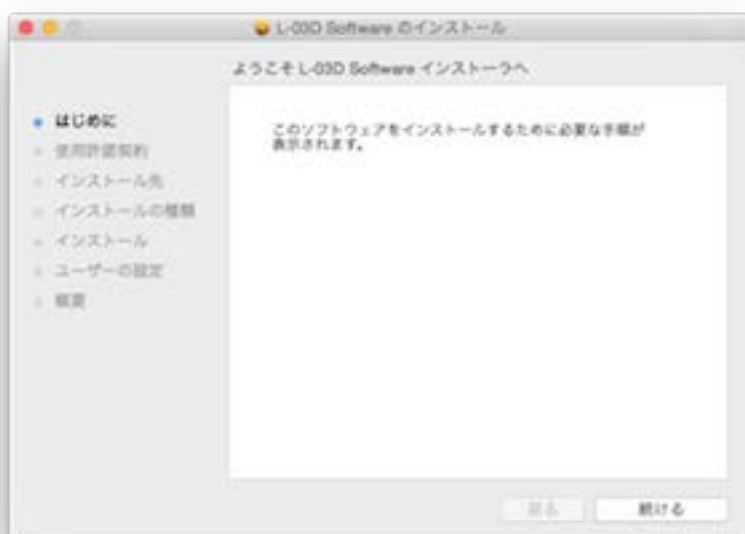 L-03D Software のインストール
ようこそ L-03D Software インストーラへ
はじめに
使用許諾契約
インストール先
インストールの種類
インストール
ユーザーの設定
概要
このソフトウェアをインストールするために必要な手順が
表示されます。
戻る
続ける